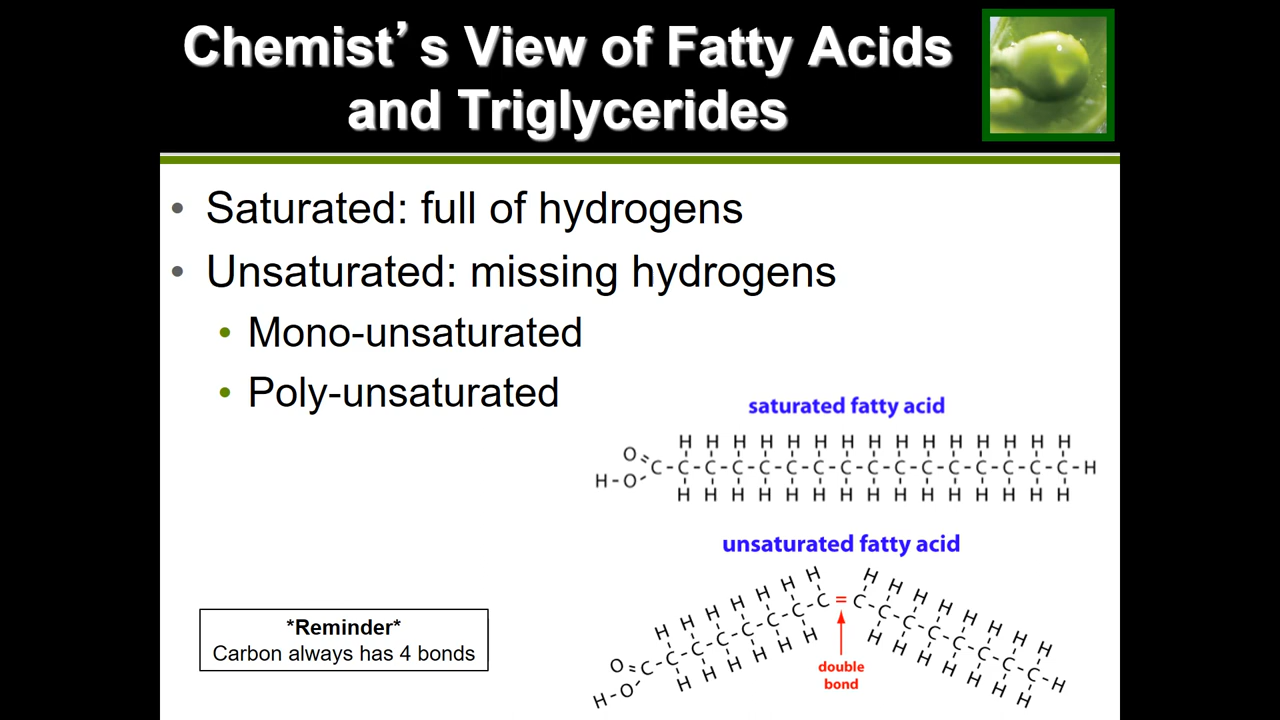 Chemist's View of Fatty Acids
and Triglycerides
• Saturated: full of hydrogens
• Unsaturated: missing hydrogens
• Mono-unsaturated
• Poly-unsaturated
saturated fatty acid
H H H H H H H H H H H H H H H
O=C-C-C-C-C-C-C-C-C-C-C-C-C-C-C-C-H
H-O
H H H H H H H H H H H H H H H
unsaturated fatty acid
H H H H H H H H H H H H H H
O=C-C-C-C-C-C-C-C=C-C-C-C-C-C-C-C-H
H-O
H H H H H H H H H H H H H
double
bond
*Reminder*
Carbon always has 4 bonds